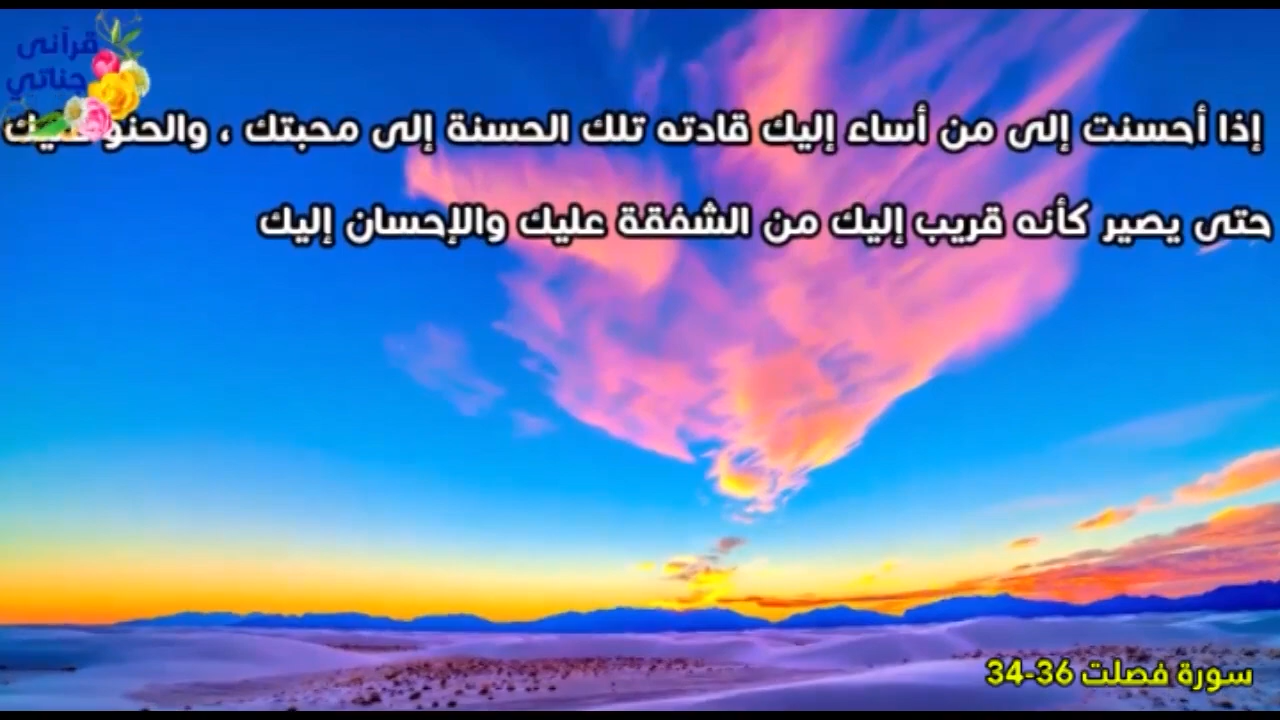 قرآنى
جناتي
إذا أحسنت إلى من أساء إليك قادته تلك الحسنة إلى محبتك ، والحنو عليك
حتى يصير كأنه قريب إليك من الشفقة عليك والإحسان إليك
سورة فصلت 36-34